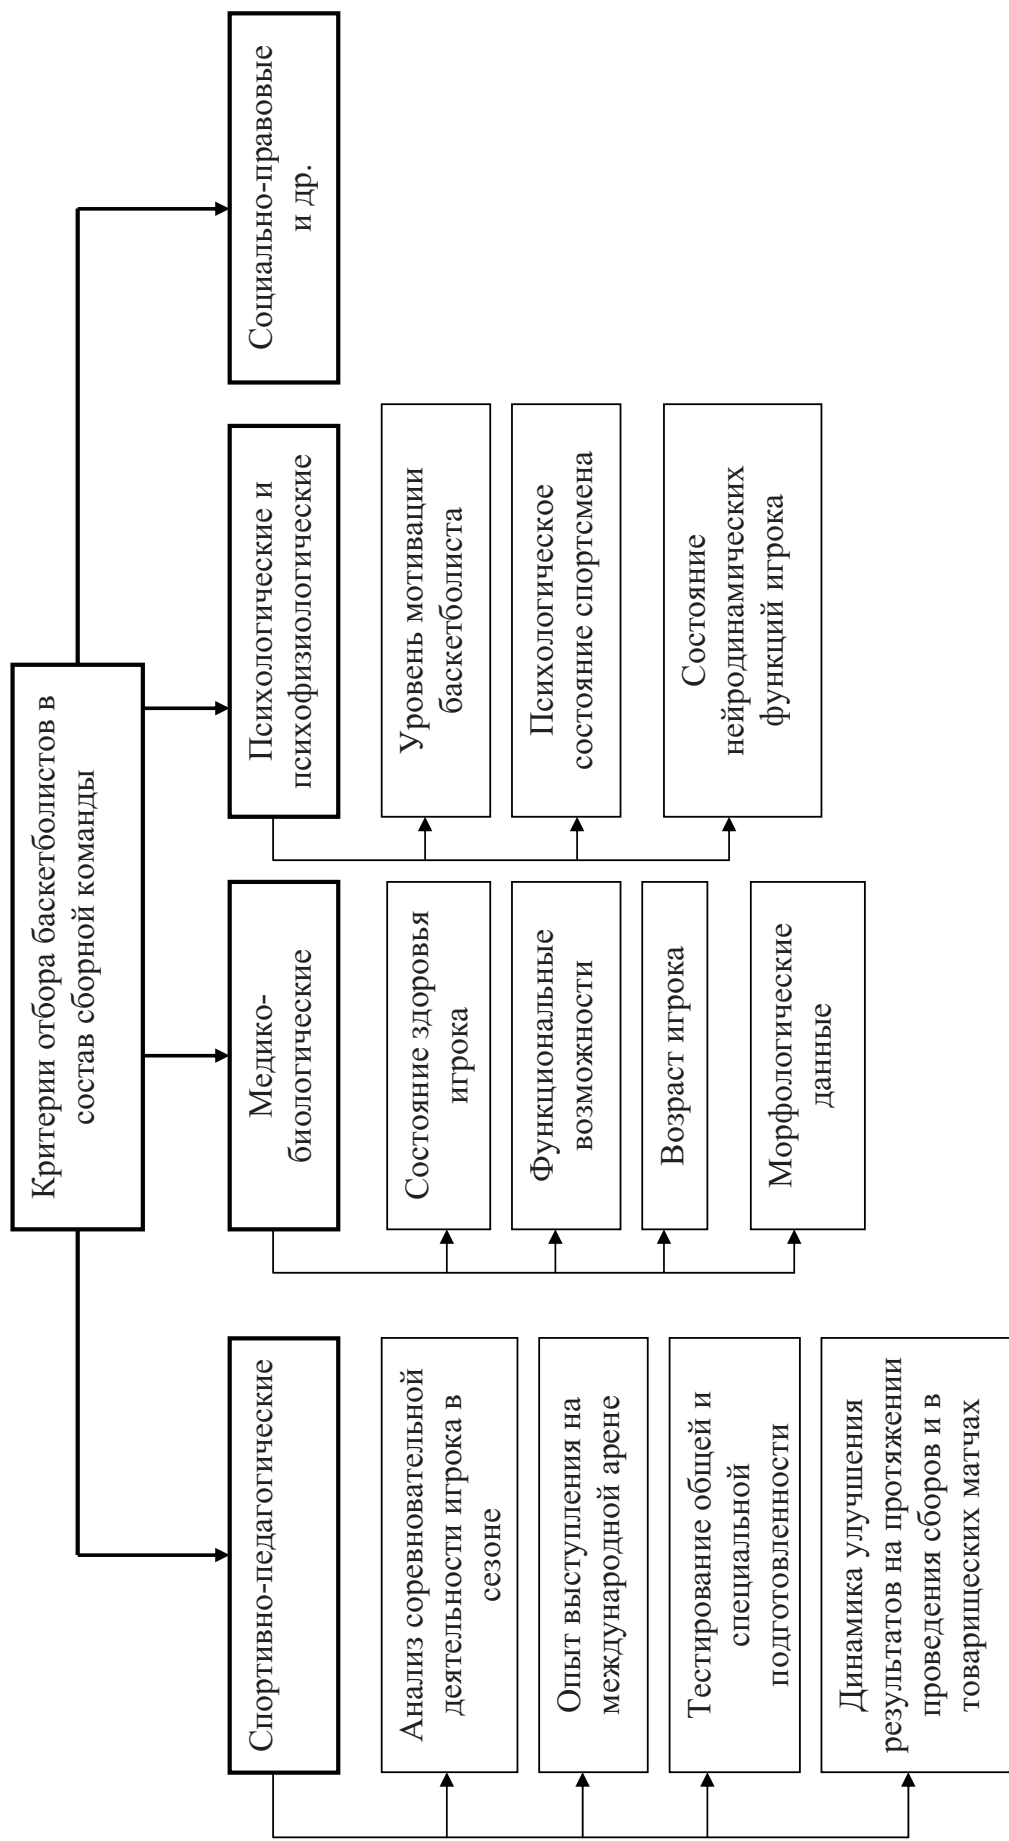 Критерии отбора баскетболистов в
состав сборной команды
Спортивно-педагогические
Анализ соревновательной
деятельности игрока в
сезоне
Опыт выступления на
международной арене
Тестирование общей и
специальной
подготовленности
Динамика улучшения
результатов на протяжении
проведения сборов и в
товарищеских матчах
Медико-
биологические
Состояние здоровья
игрока
Функциональные
возможности
Возраст игрока
Морфологические
данные
Психологические и
психофизиологические
Уровень мотивации
баскетболиста
Психологическое
состояние спортсмена
Состояние
нейродинамических
функций игрока
Социально-правовые
и др.